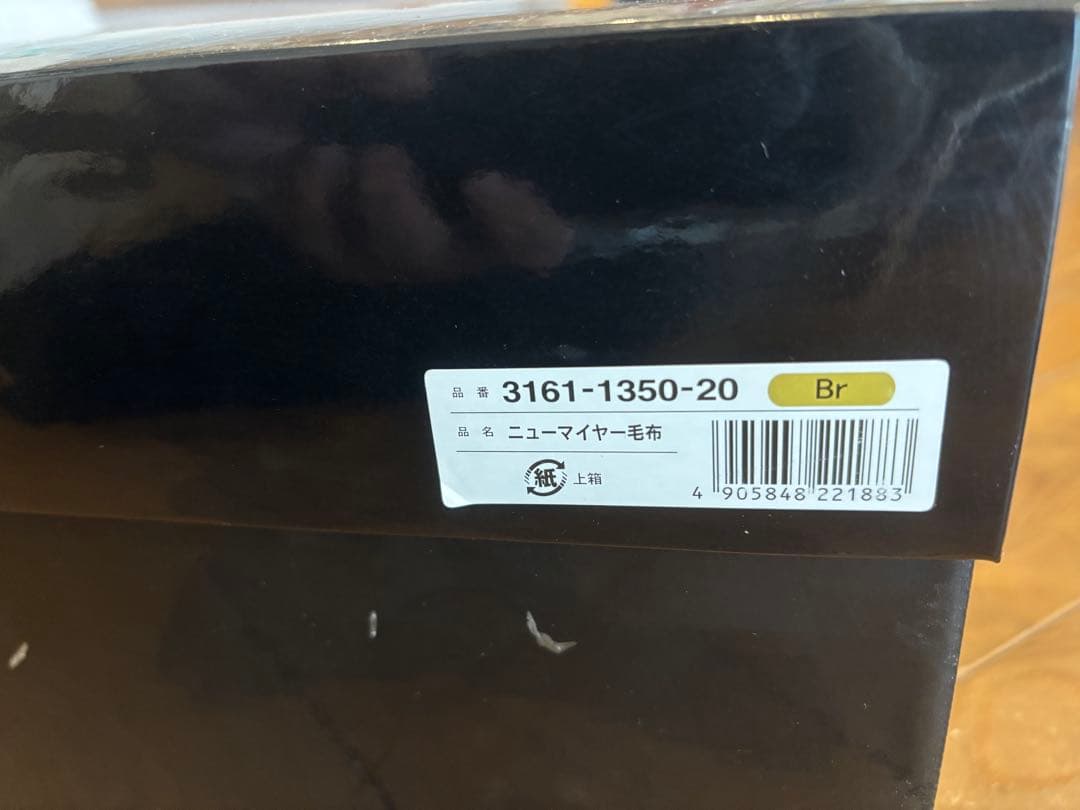 品番 3161-1350-20 Br
品名 ニューマイヤー毛布
紙 上箱
4 905848 221883